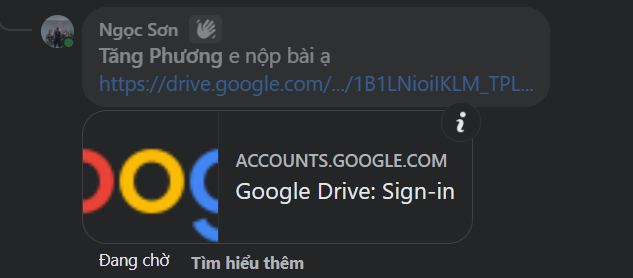 Ngọc Sơn
Tăng Phương e nộp bài ạ
https://drive.google.com/.../1B1LNioiIKLM_TPL...
ACCOUNTS.GOOGLE.COM
Google Drive: Sign-in
Đang chờ Tìm hiểu thêm